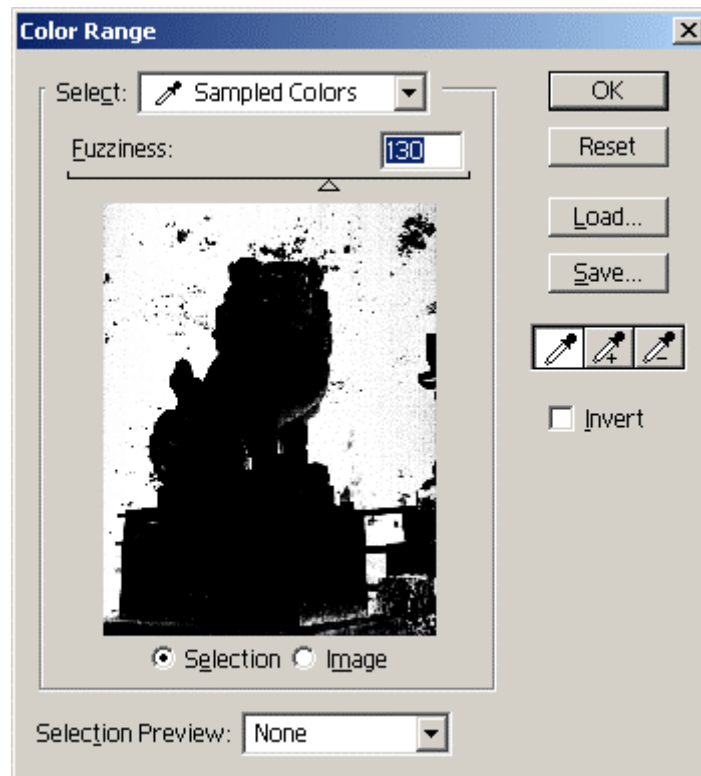 Color Range
Select: Sampled Colors
OK
Fuzziness: 130
Reset
Load...
Save...
Invert
Selection Image
Selection Preview: None